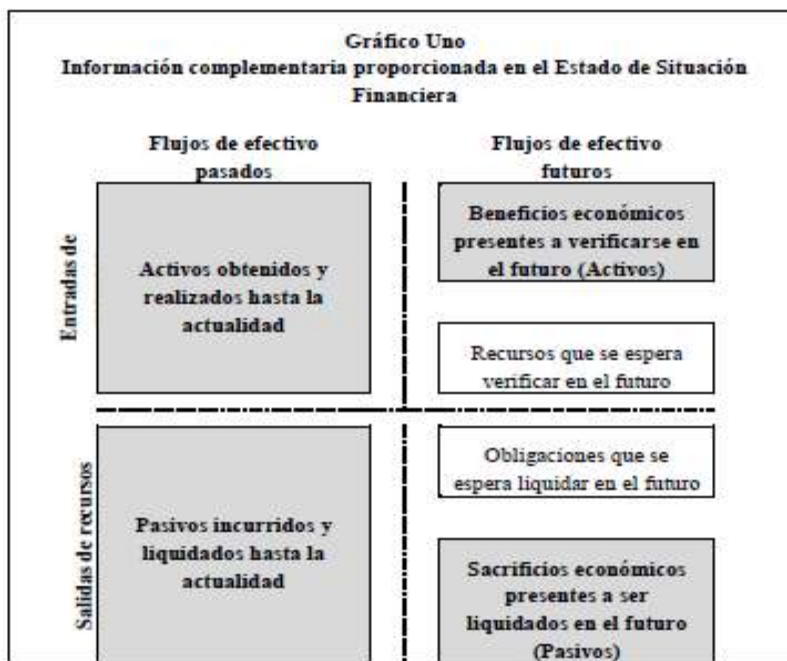 Gráfico Uno
Información complementaria proporcionada en el Estado de Situación
Financiera
Flujos de efectivo
pasados
Flujos de efectivo
futuros
Entradas de
Activos obtenidos y
realizados hasta la
actualidad
Beneficios económicos
presentes a verificarse en
el futuro (Activos)
Recursos que se espera
verificar en el futuro
Salidas de recursos
Pasivos incurridos y
liquidados hasta la
actualidad
Obligaciones que se
espera liquidar en el futuro
Sacrificios económicos
presentes a ser
liquidados en el futuro
(Pasivos)